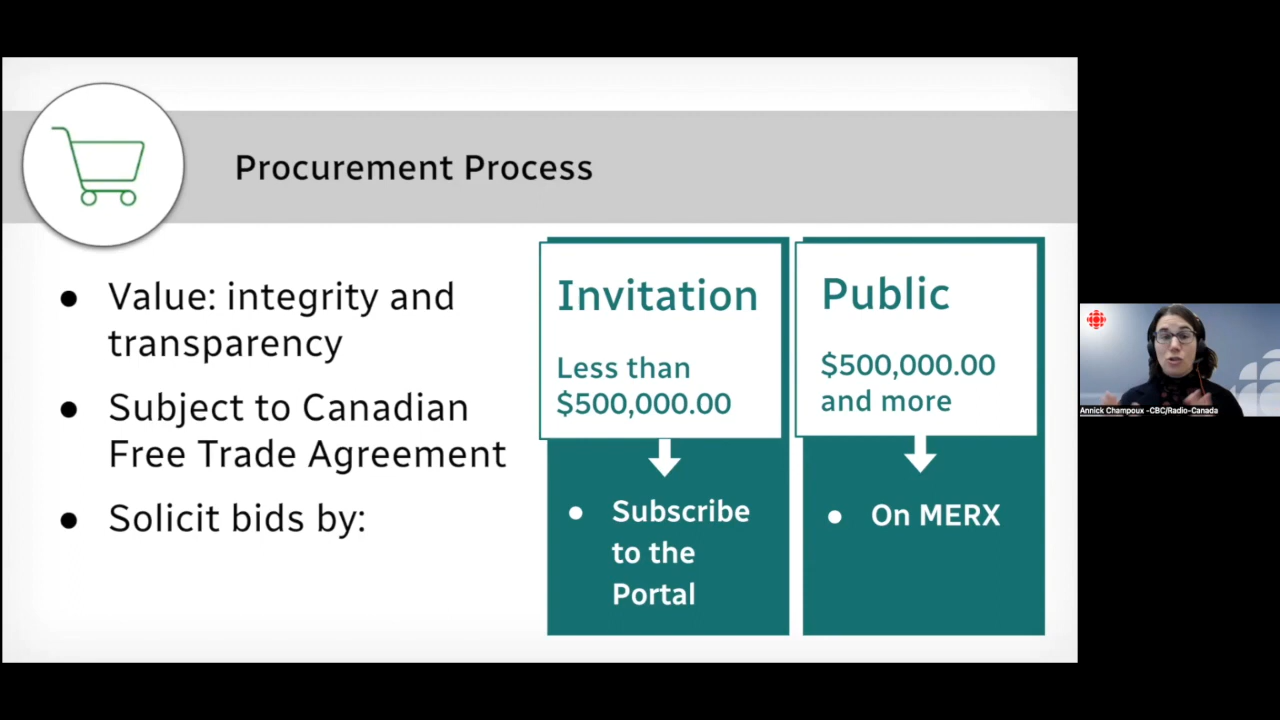 Procurement Process
● Value: integrity and
transparency
● Subject to Canadian
Free Trade Agreement
● Solicit bids by:
Invitation
Less than
$500,000.00
● Subscribe
to the
Portal
Public
$500,000.00
and more
● On MERX
Annick Champoux -CBC/Radio-Canada